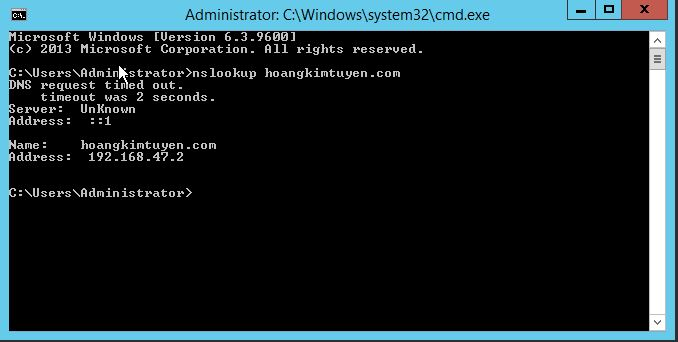 Administrator: C:\Windows\system32\cmd.exe
Microsoft Windows [Version 6.3.9600]
(c) 2013 Microsoft Corporation. All rights reserved.
C:\Users\Administrator>nslookup hoangkimtuyen.com
DNS request timed out.
    timeout was 2 seconds.
Server:  UnKnown
Address:  ::1
Name:    hoangkimtuyen.com
Address:  192.168.47.2
C:\Users\Administrator>